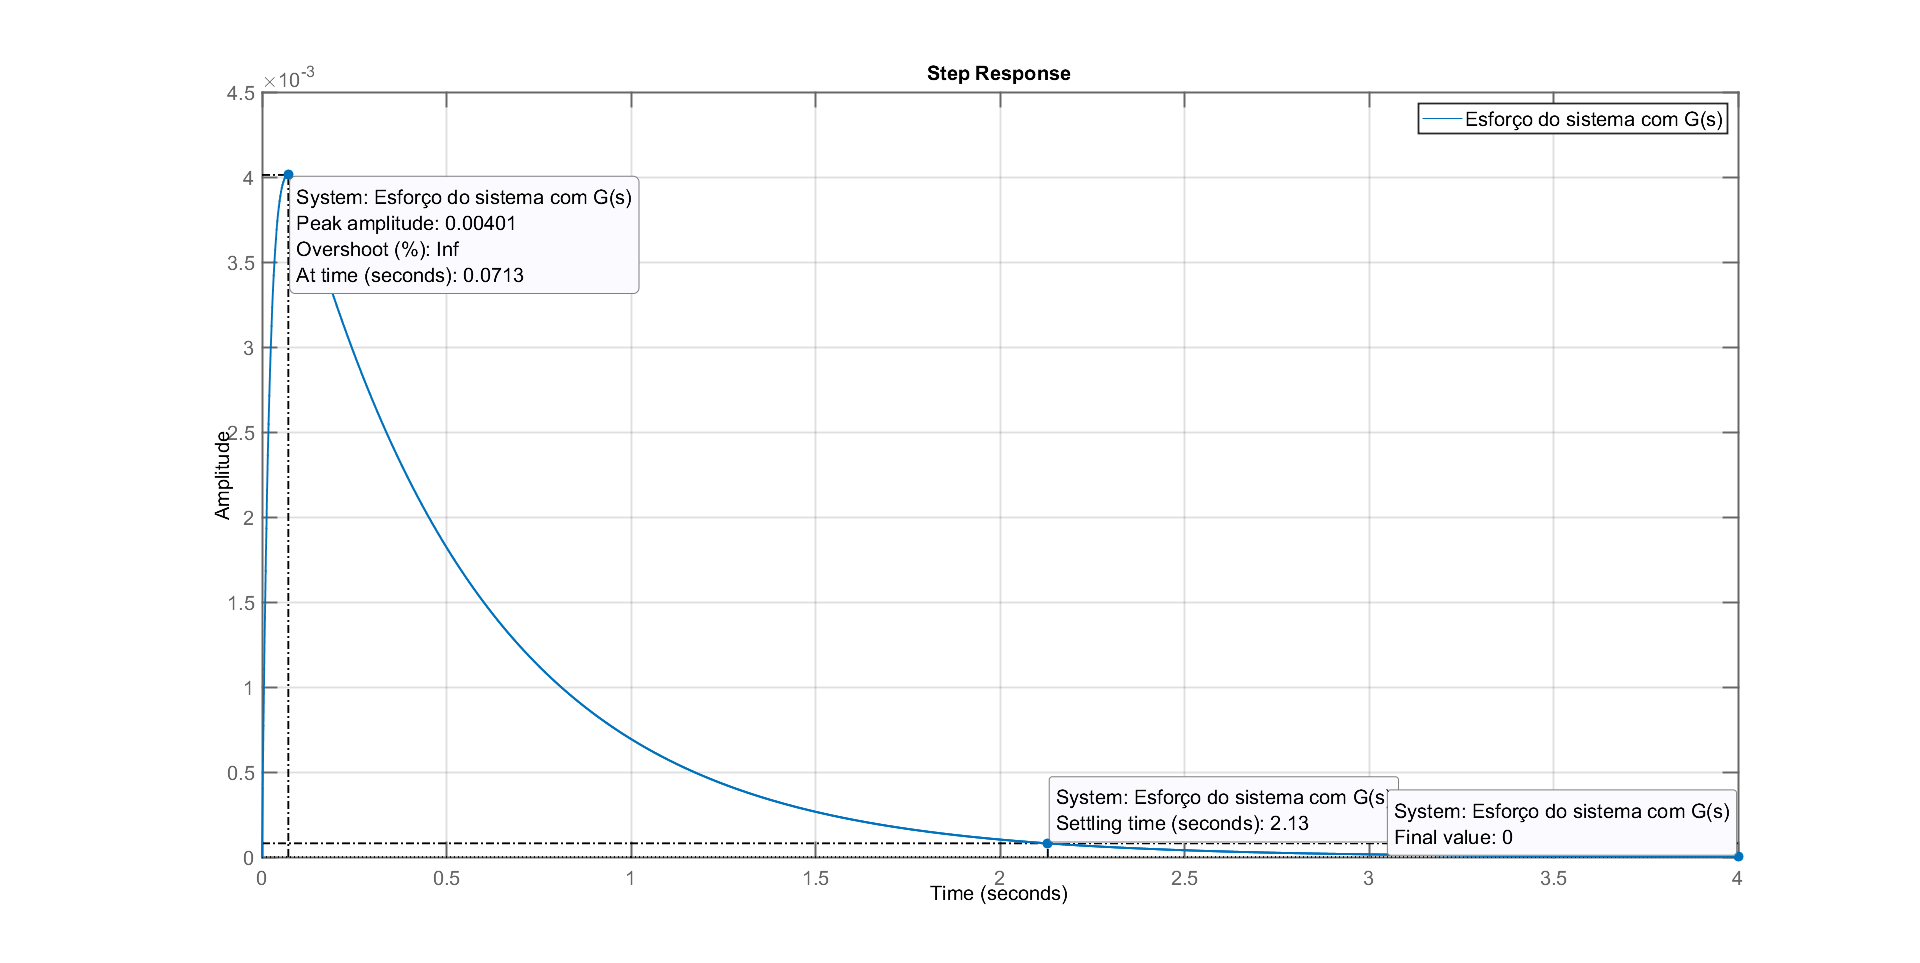 Step Response
×10-3
Esforço do sistema com G(s)
4.5
4
3.5
3
2.5
2
1.5
1
0.5
0
Amplitude
System: Esforço do sistema com G(s)
Peak amplitude: 0.00401
Overshoot (%): Inf
At time (seconds): 0.0713
System: Esforço do sistema com G(s)
Settling time (seconds): 2.13
System: Esforço do sistema com G(s)
Final value: 0
0 0.5 1 1.5 2 2.5 3 3.5 4
Time (seconds)